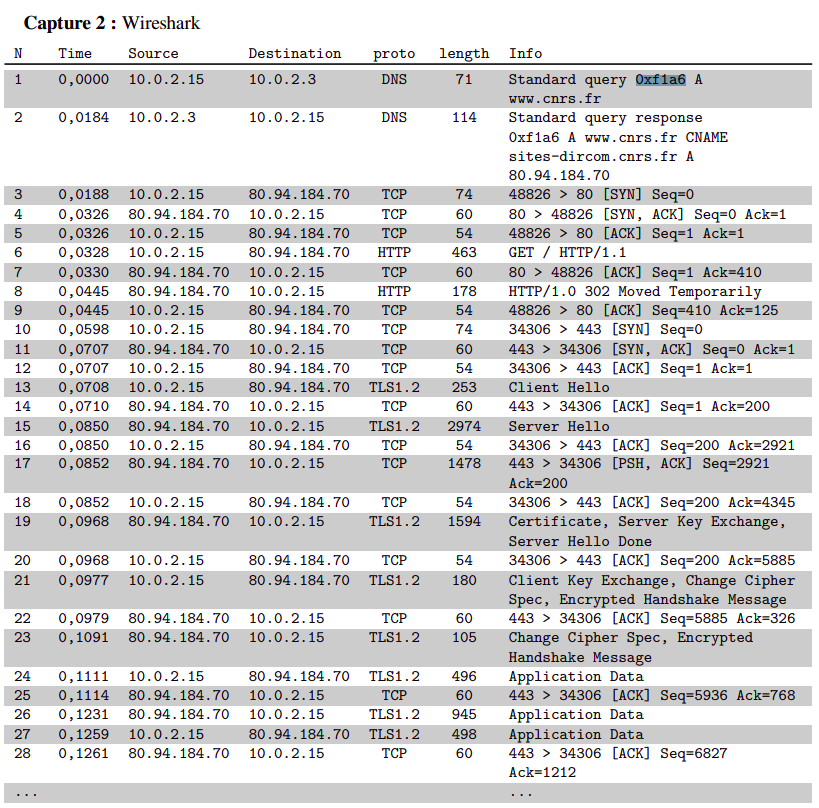 Capture 2 : Wireshark
N Time Source Destination proto length Info
1 0,0000 10.0.2.15 10.0.2.3 DNS 71 Standard query 0xf1a6 A
www.cnrs.fr
2 0,0184 10.0.2.3 10.0.2.15 DNS 114 Standard query response
0xf1a6 A www.cnrs.fr CNAME
sites-dircom.cnrs.fr A
80.94.184.70
3 0,0188 10.0.2.15 80.94.184.70 TCP 74 48826 > 80 [SYN] Seq=0
4 0,0326 80.94.184.70 10.0.2.15 TCP 60 80 > 48826 [SYN, ACK] Seq=0 Ack=1
5 0,0326 10.0.2.15 80.94.184.70 TCP 54 48826 > 80 [ACK] Seq=1 Ack=1
6 0,0328 10.0.2.15 80.94.184.70 HTTP 463 GET / HTTP/1.1
7 0,0330 80.94.184.70 10.0.2.15 TCP 60 80 > 48826 [ACK] Seq=1 Ack=410
8 0,0445 80.94.184.70 10.0.2.15 HTTP 178 HTTP/1.0 302 Moved Temporarily
9 0,0445 10.0.2.15 80.94.184.70 TCP 54 48826 > 80 [ACK] Seq=410 Ack=125
10 0,0598 10.0.2.15 80.94.184.70 TCP 74 34306 > 443 [SYN] Seq=0
11 0,0707 80.94.184.70 10.0.2.15 TCP 60 443 > 34306 [SYN, ACK] Seq=0 Ack=1
12 0,0707 10.0.2.15 80.94.184.70 TCP 54 34306 > 443 [ACK] Seq=1 Ack=1
13 0,0708 10.0.2.15 80.94.184.70 TLS1.2 253 Client Hello
14 0,0710 80.94.184.70 10.0.2.15 TCP 60 443 > 34306 [ACK] Seq=1 Ack=200
15 0,0850 80.94.184.70 10.0.2.15 TLS1.2 2974 Server Hello
16 0,0850 10.0.2.15 80.94.184.70 TCP 54 34306 > 443 [ACK] Seq=200 Ack=2921
17 0,0852 80.94.184.70 10.0.2.15 TCP 1478 443 > 34306 [PSH, ACK] Seq=2921
Ack=200
18 0,0852 10.0.2.15 80.94.184.70 TCP 54 34306 > 443 [ACK] Seq=200 Ack=4345
19 0,0968 80.94.184.70 10.0.2.15 TLS1.2 1594 Certificate, Server Key Exchange,
Server Hello Done
20 0,0968 10.0.2.15 80.94.184.70 TCP 54 34306 > 443 [ACK] Seq=200 Ack=5885
21 0,0977 10.0.2.15 80.94.184.70 TLS1.2 180 Client Key Exchange, Change Cipher
Spec, Encrypted Handshake Message
22 0,0979 80.94.184.70 10.0.2.15 TCP 60 443 > 34306 [ACK] Seq=5885 Ack=326
23 0,1091 80.94.184.70 10.0.2.15 TLS1.2 105 Change Cipher Spec, Encrypted
Handshake Message
24 0,1111 10.0.2.15 80.94.184.70 TLS1.2 496 Application Data
25 0,1114 80.94.184.70 10.0.2.15 TCP 60 443 > 34306 [ACK] Seq=5936 Ack=768
26 0,1231 80.94.184.70 10.0.2.15 TLS1.2 945 Application Data
27 0,1259 10.0.2.15 80.94.184.70 TLS1.2 498 Application Data
28 0,1261 80.94.184.70 10.0.2.15 TCP 60 443 > 34306 [ACK] Seq=6827
Ack=1212
... ...